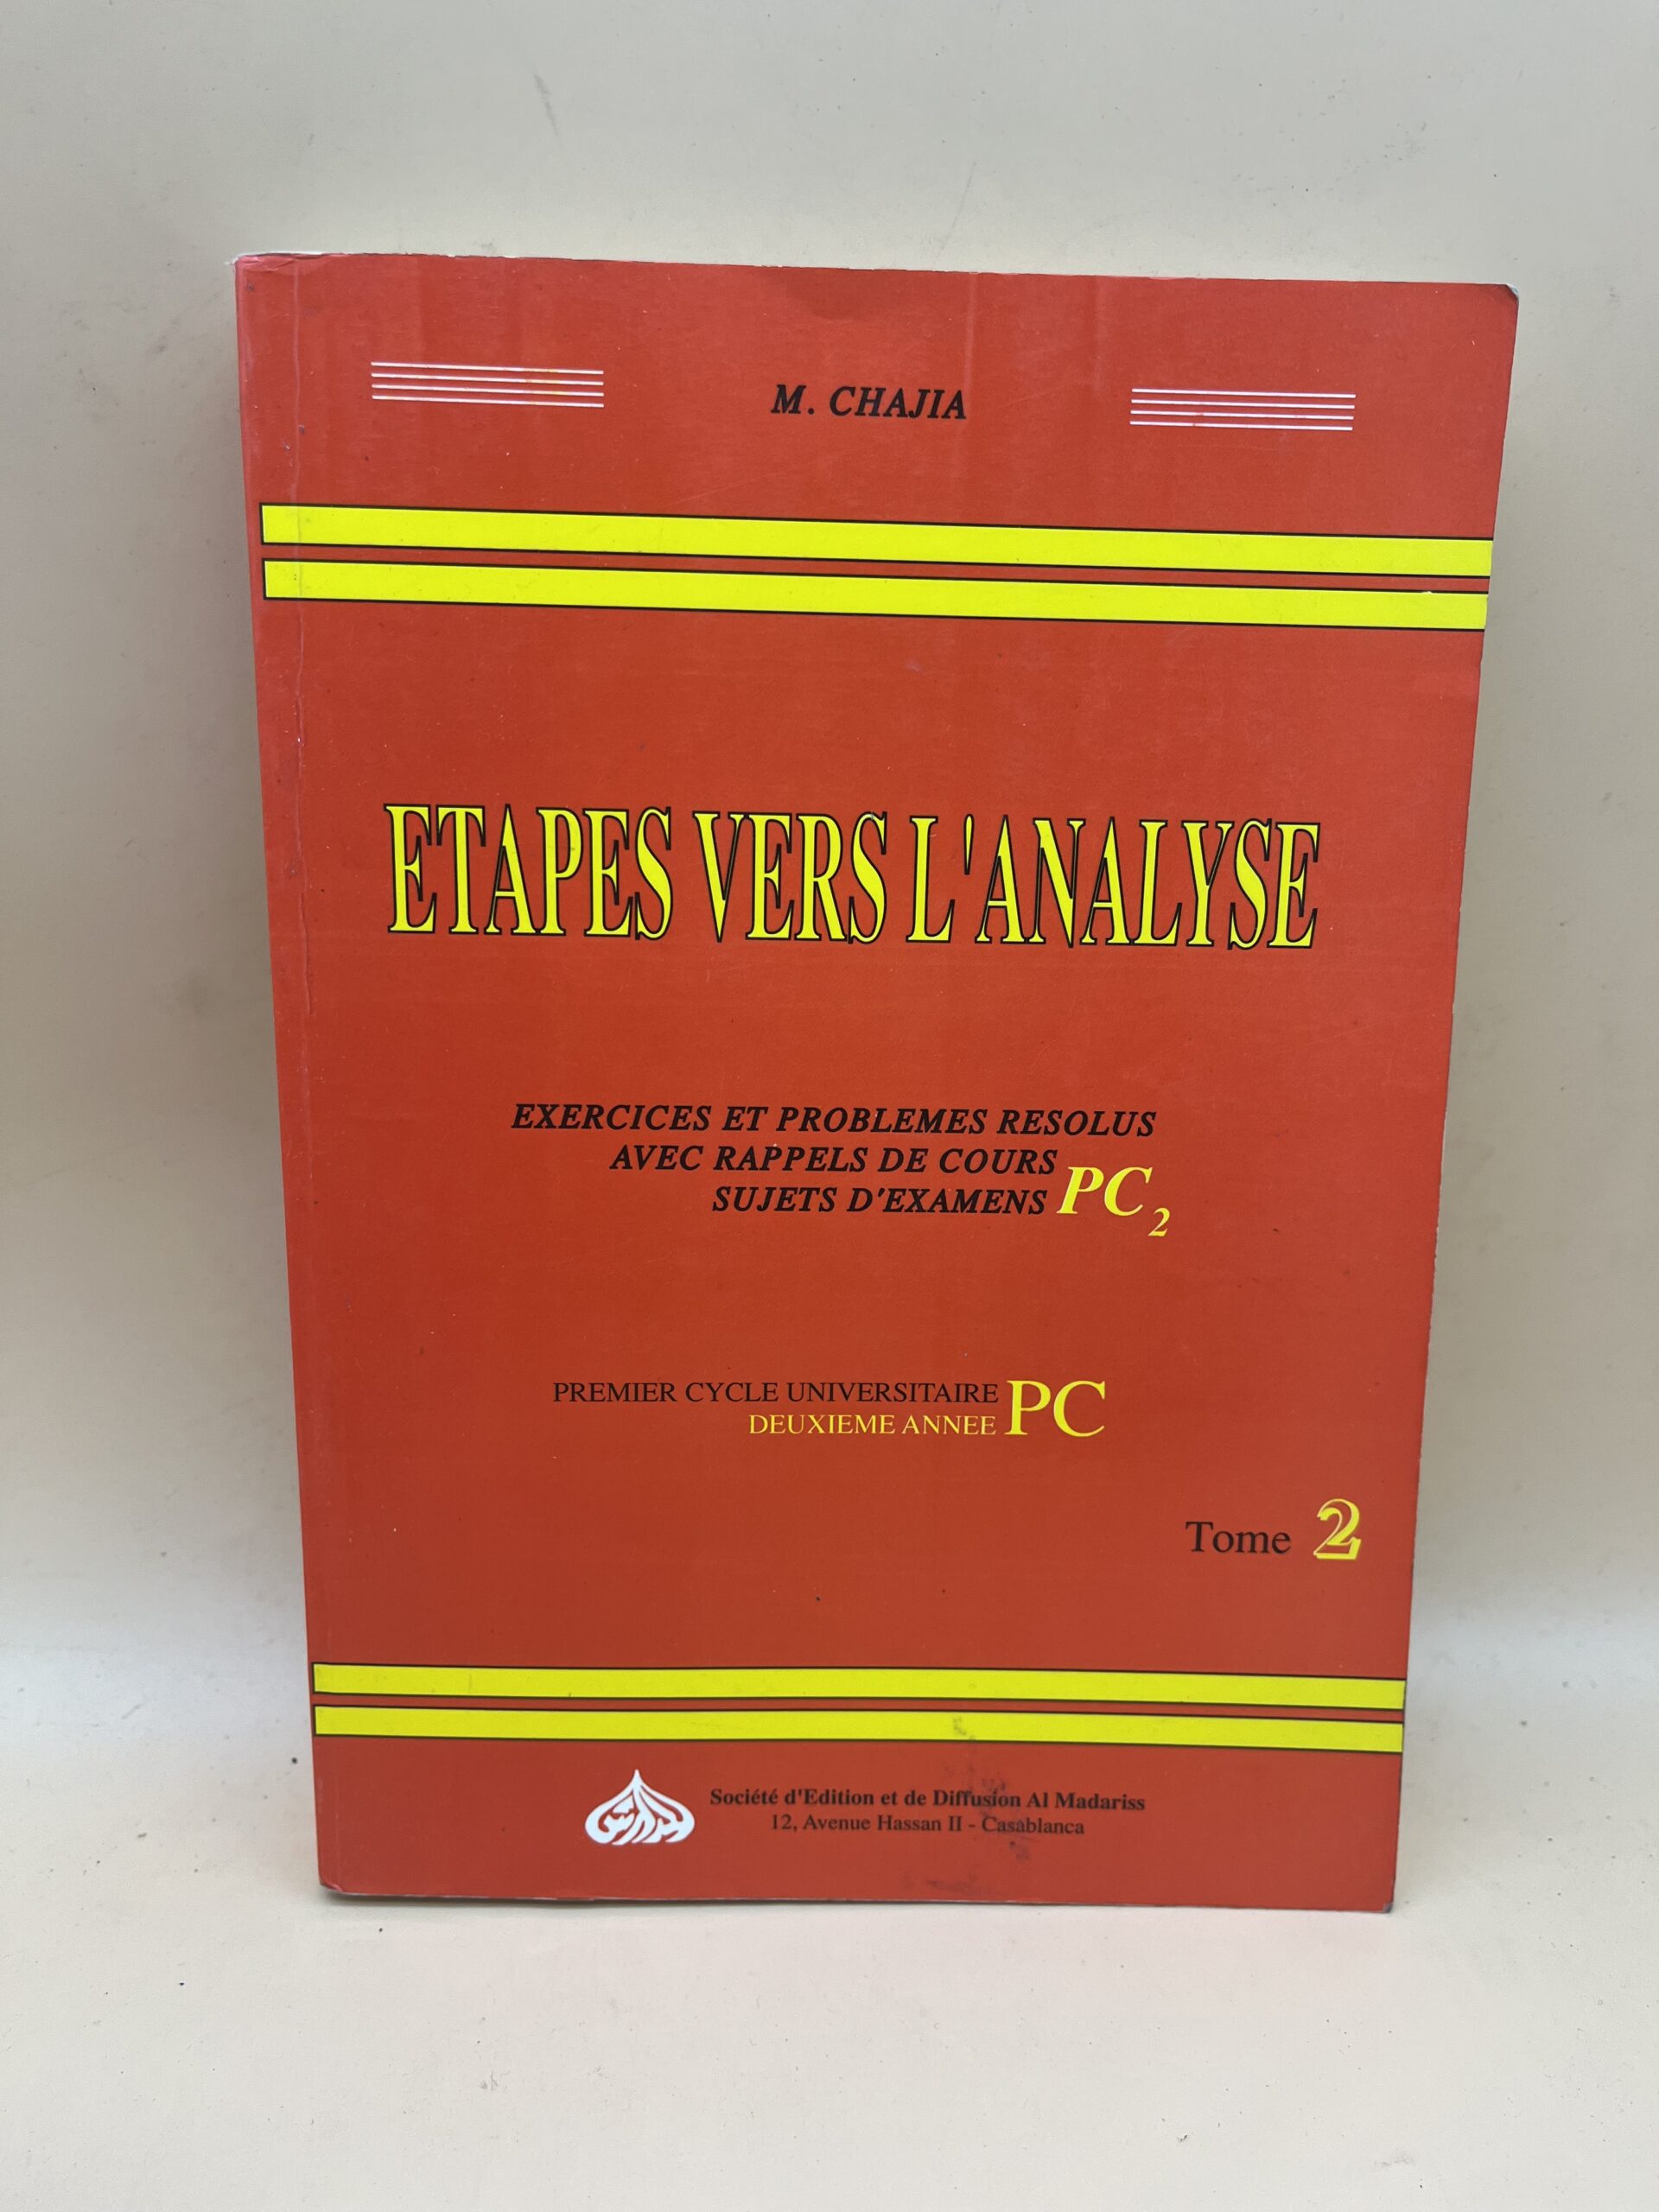 M. CHAJIA
ETAPES VERS L'ANALYSE
EXERCICES ET PROBLEMES RESOLUS
AVEC RAPPELS DE COURS
SUJETS D'EXAMENS PC2
PREMIER CYCLE UNIVERSITAIRE
DEUXIEME ANNEE PC
Tome 2
المدارس
Société d'Edition et de Diffusion Al Madariss
12, Avenue Hassan II - Casablanca